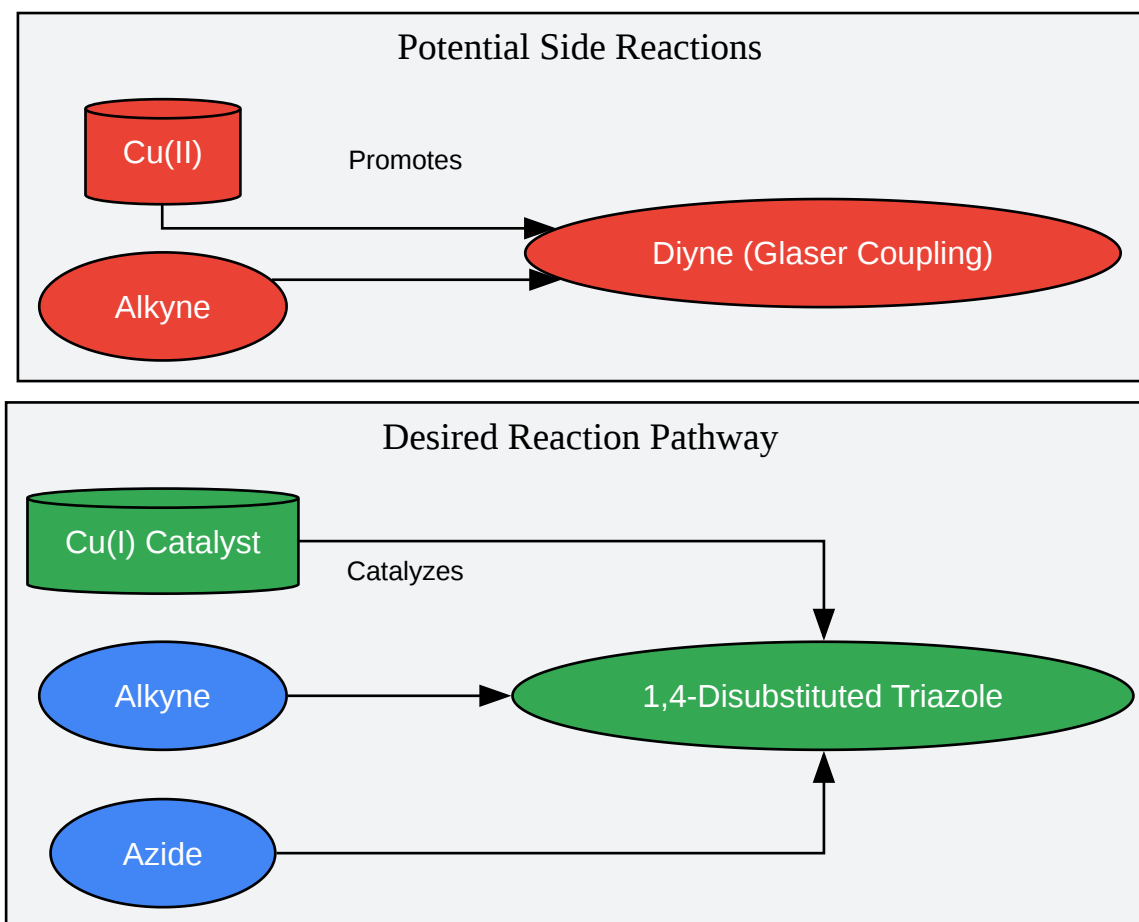 Potential Side Reactions
Cu(II)
Promotes
Diyne (Glaser Coupling)
Alkyne
Desired Reaction Pathway
Cu(I) Catalyst
Catalyzes
Alkyne
1,4-Disubstituted Triazole
Azide